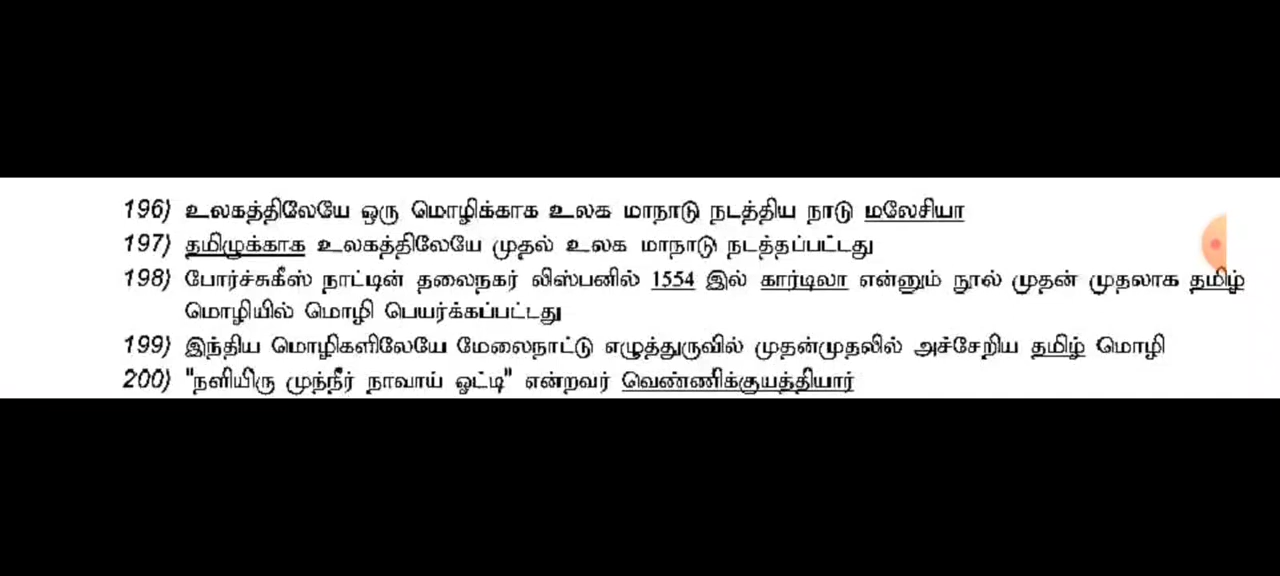 196) உலகத்திலேயே ஒரு மொழிக்காக உலக மாநாடு நடத்திய நாடு மலேசியா
197) தமிழுக்காக உலகத்திலேயே முதல் உலக மாநாடு நடத்தப்பட்டது
198) போர்ச்சுகீஸ் நாட்டின் தலைநகர் லிஸ்பனில் 1554 இல் கார்டிலா என்னும் நூல் முதன் முதலாக தமிழ்
மொழியில் மொழி பெயர்க்கப்பட்டது
199) இந்திய மொழிகளிலேயே மேலைநாட்டு எழுத்துருவில் முதன்முதலில் அச்சேறிய தமிழ் மொழி
200) "நளியிரு முந்நீர் நாவாய் ஓட்டி" என்றவர் வெண்ணிக்குயத்தியார்